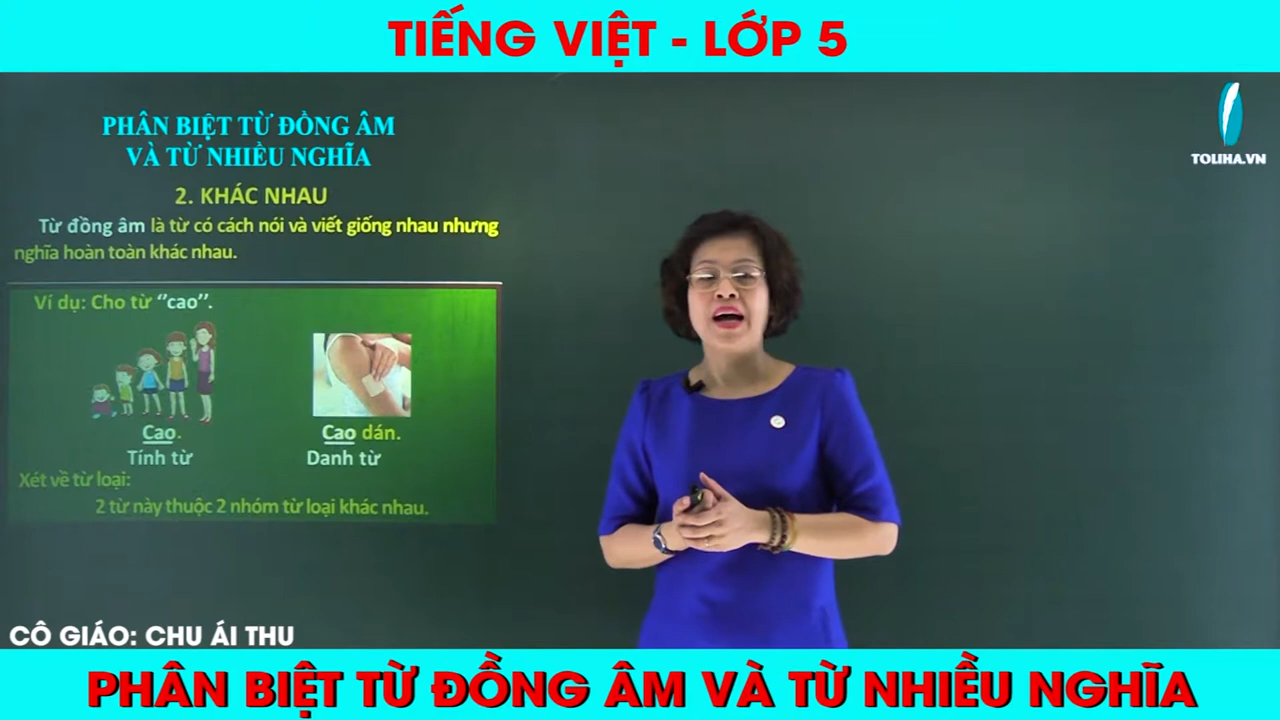 TIẾNG VIỆT - LỚP 5
PHÂN BIỆT TỪ ĐỒNG ÂM
VÀ TỪ NHIỀU NGHĨA
TOLIHA.VN
2. KHÁC NHAU
Từ đồng âm là từ có cách nói và viết giống nhau nhưng
nghĩa hoàn toàn khác nhau.
Ví dụ: Cho từ “cao”.
Cao.
Cao dán.
Tính từ
Danh từ
Xét về từ loại:
2 từ này thuộc 2 nhóm từ loại khác nhau.
CÔ GIÁO: CHU ÁI THU
PHÂN BIỆT TỪ ĐỒNG ÂM VÀ TỪ NHIỀU NGHĨA